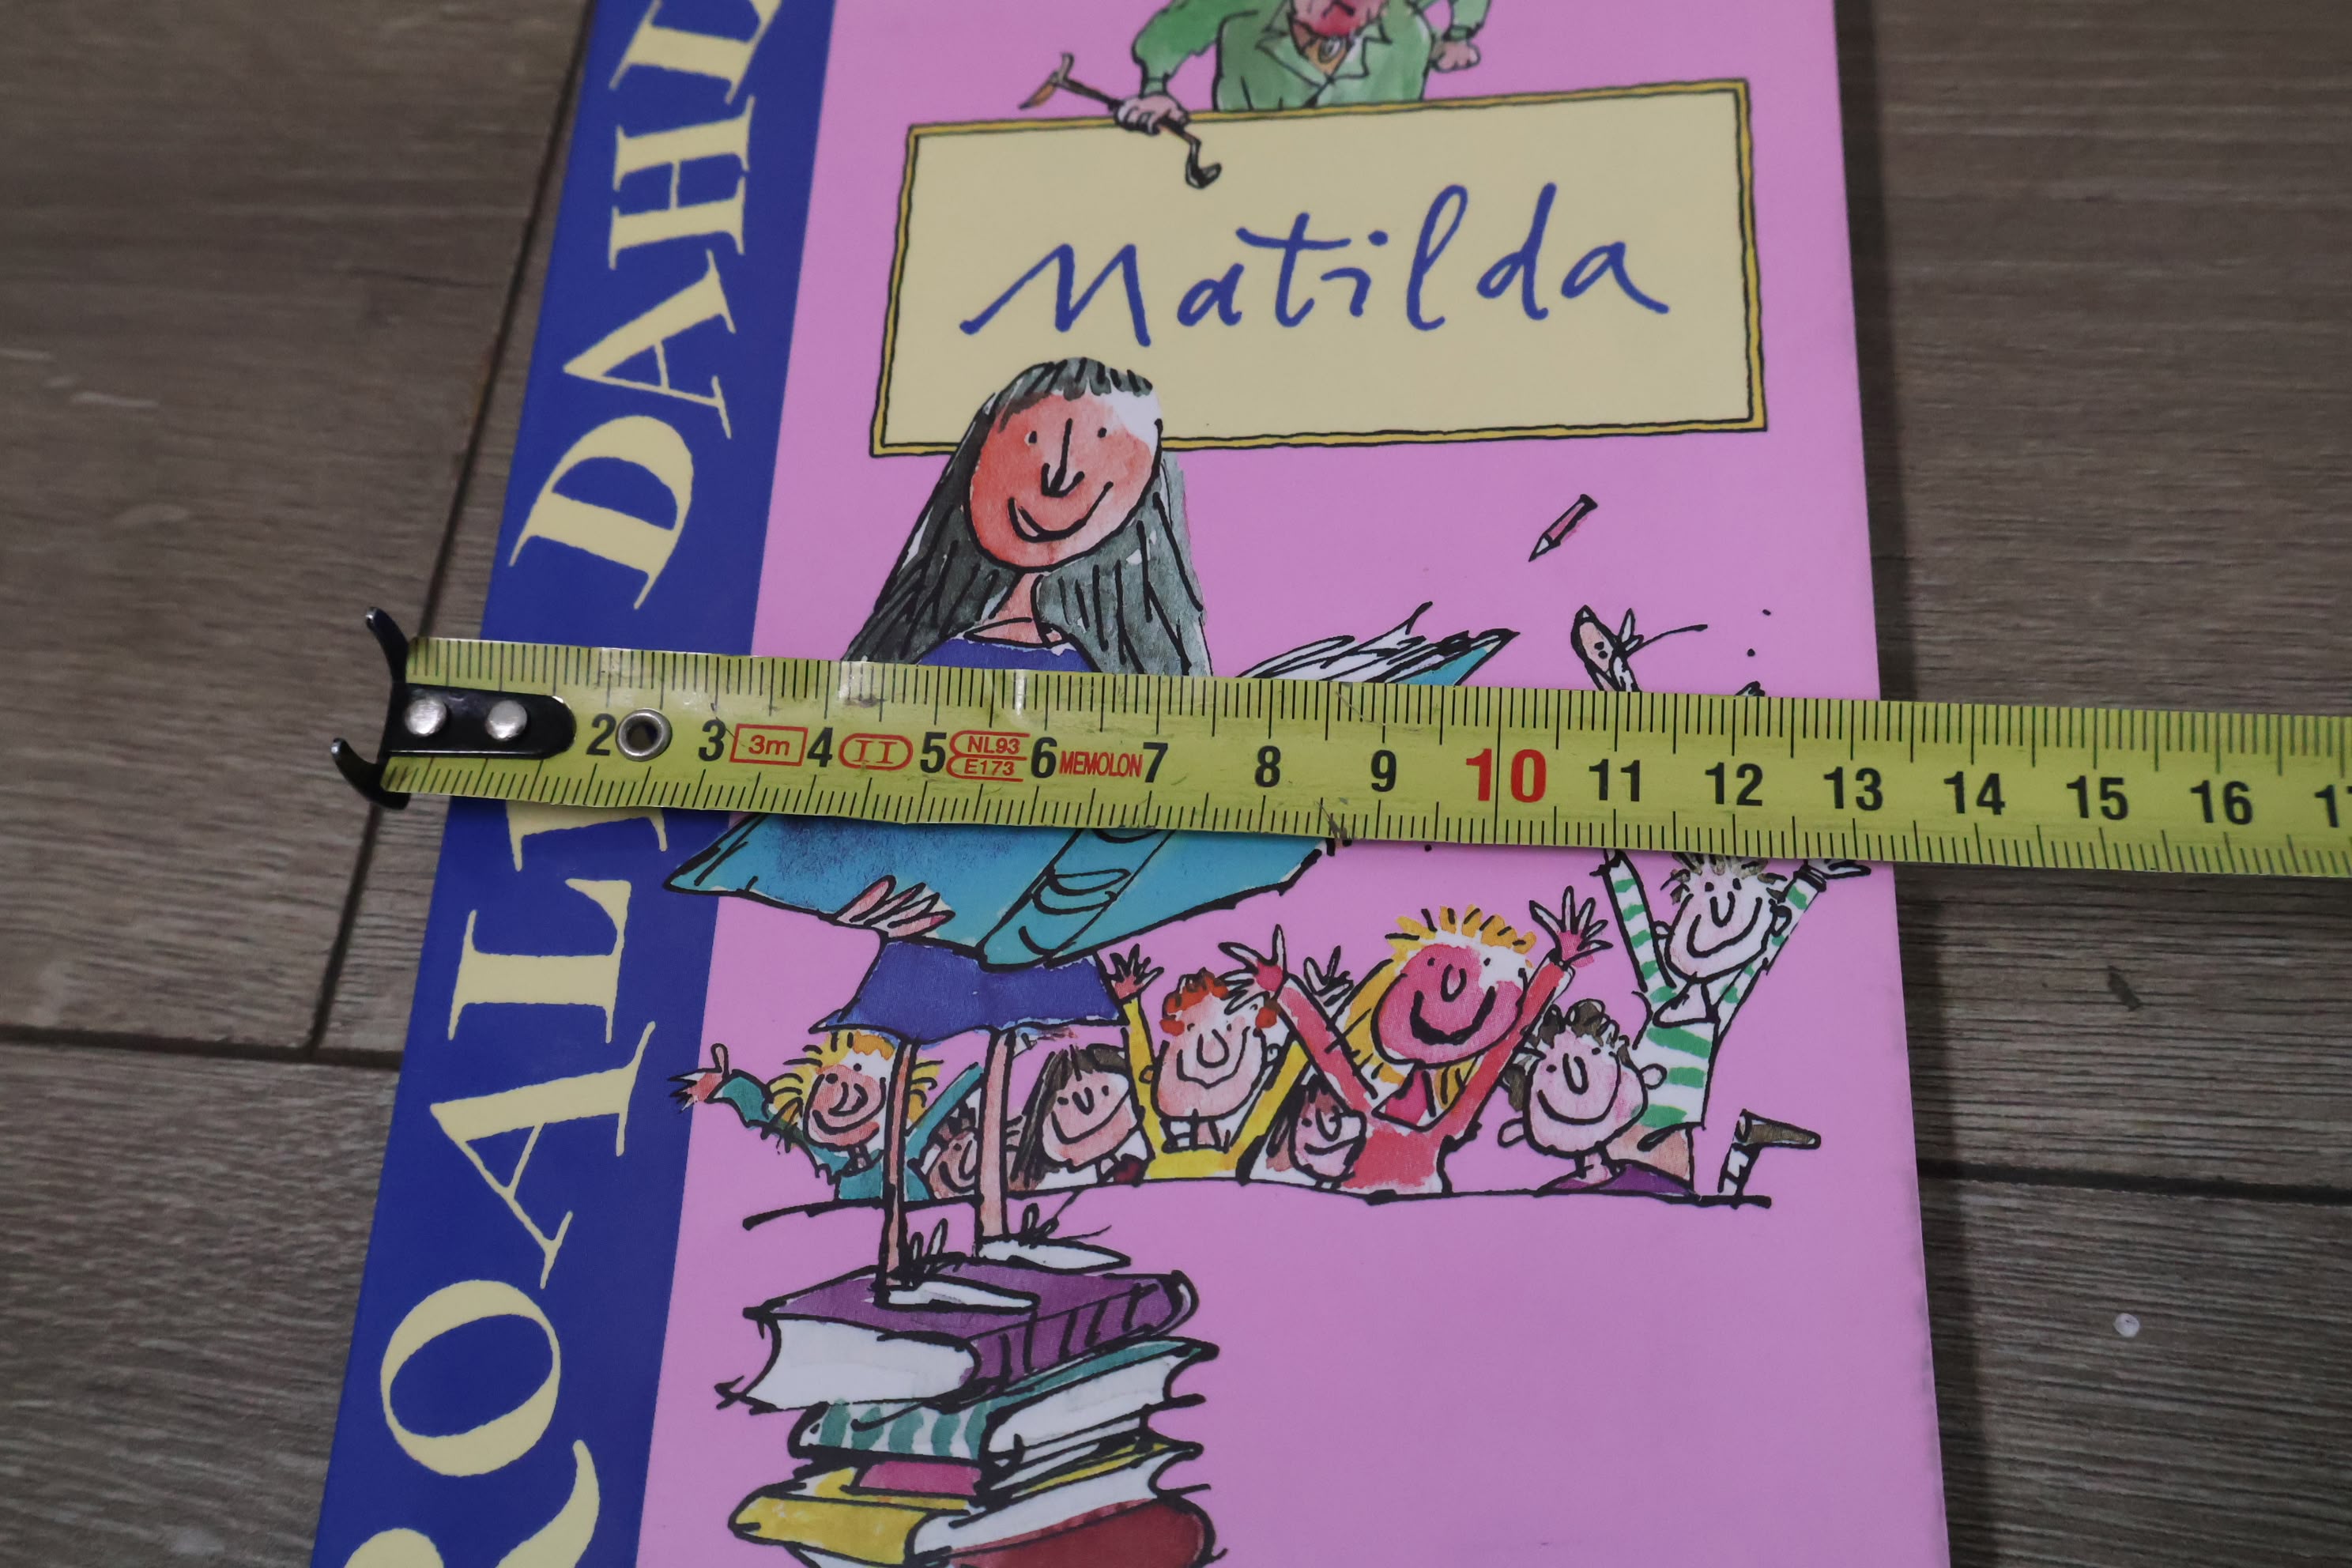 ROALD DAHL
Matilda
2 3 3m 4 II 5 NL93 6 MEMOLON 7 8 9 10 11 12 13 14 15 16
E173